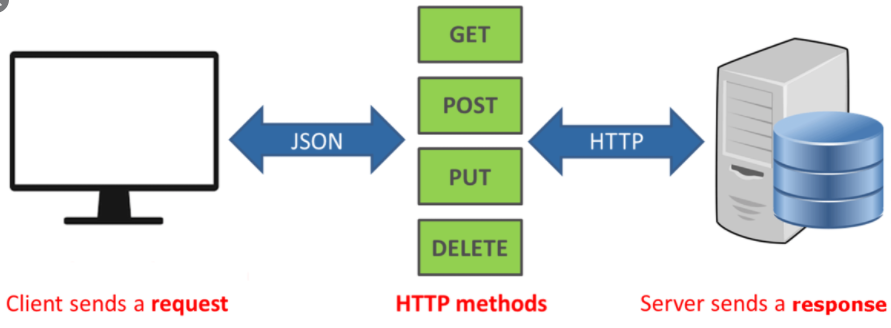 GET
POST
JSON
HTTP
PUT
DELETE
Client sends a request
HTTP methods
Server sends a response